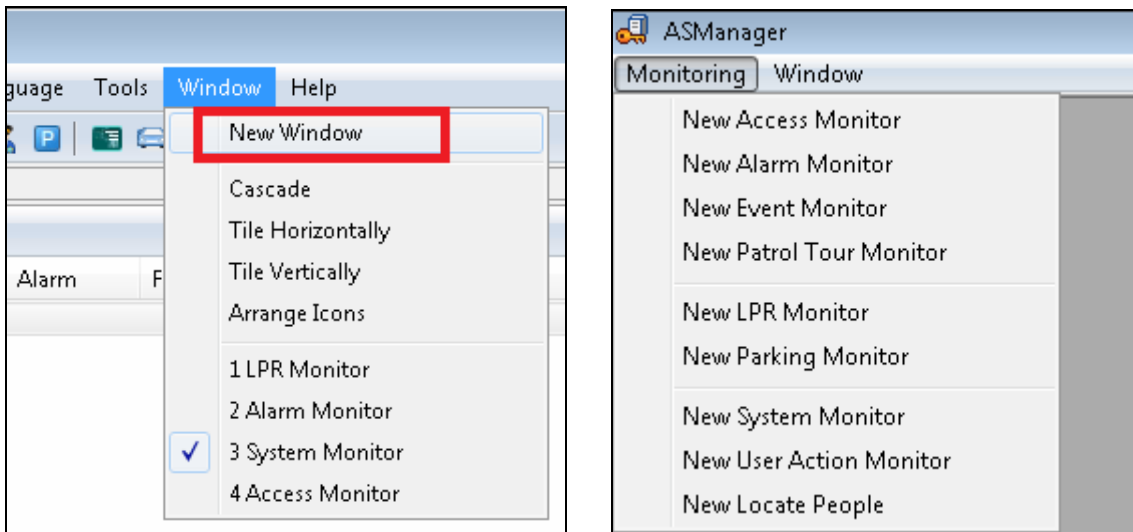 guage Tools Window Help
P
New Window
Cascade
Tile Horizontally
Tile Vertically
Arrange Icons
Alarm F
1 LPR Monitor
2 Alarm Monitor
3 System Monitor
4 Access Monitor
ASManager
Monitoring Window
New Access Monitor
New Alarm Monitor
New Event Monitor
New Patrol Tour Monitor
New LPR Monitor
New Parking Monitor
New System Monitor
New User Action Monitor
New Locate People